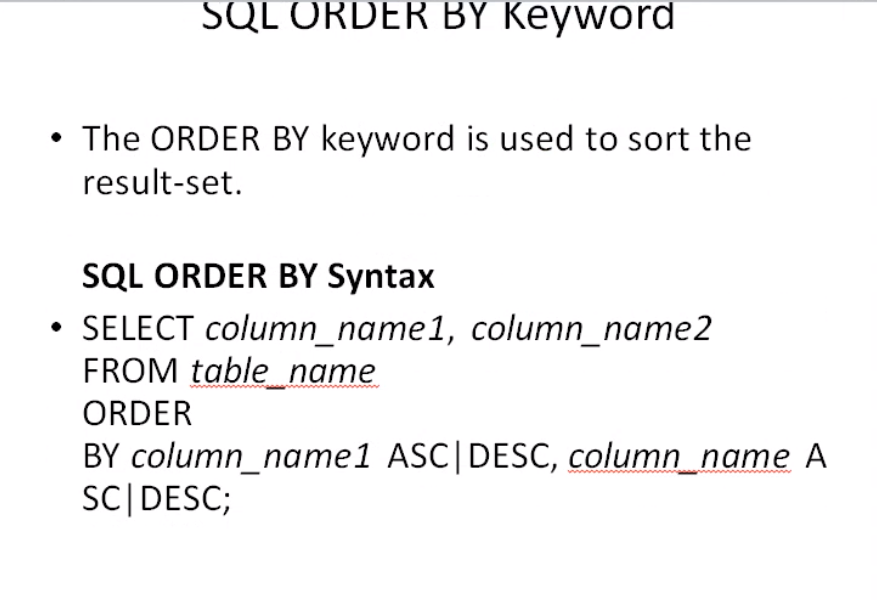 SQL ORDER BY Keyword
• The ORDER BY keyword is used to sort the
result-set.
SQL ORDER BY Syntax
• SELECT column_name1, column_name2
FROM table_name
ORDER
BY column_name1 ASC|DESC, column_name A
SC|DESC;